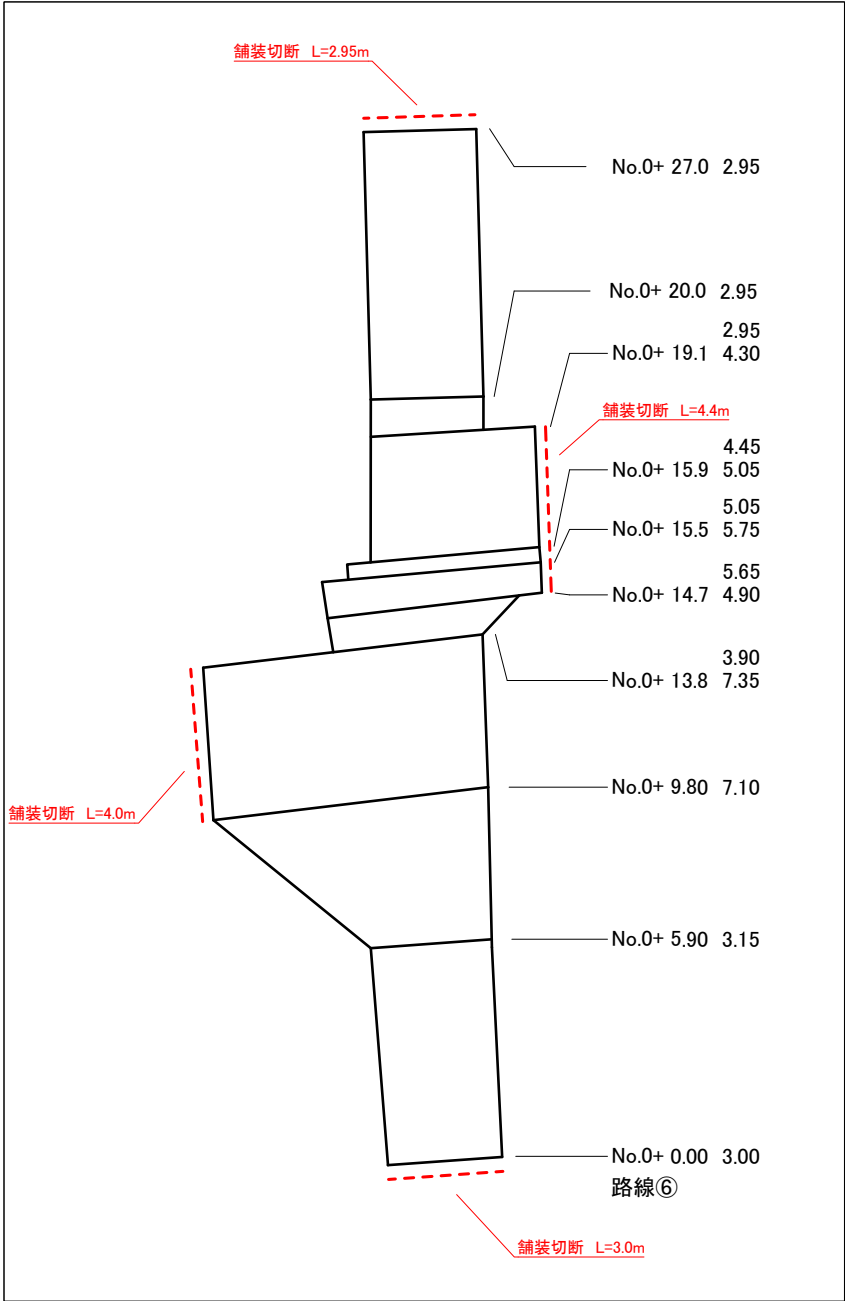 舗装切断 L=2.95m
No.0+ 27.0 2.95
No.0+ 20.0 2.95
2.95
No.0+ 19.1 4.30
舗装切断 L=4.4m
4.45
No.0+ 15.9 5.05
5.05
No.0+ 15.5 5.75
5.65
No.0+ 14.7 4.90
3.90
No.0+ 13.8 7.35
No.0+ 9.80 7.10
舗装切断 L=4.0m
No.0+ 5.90 3.15
No.0+ 0.00 3.00
路線⑥
舗装切断 L=3.0m